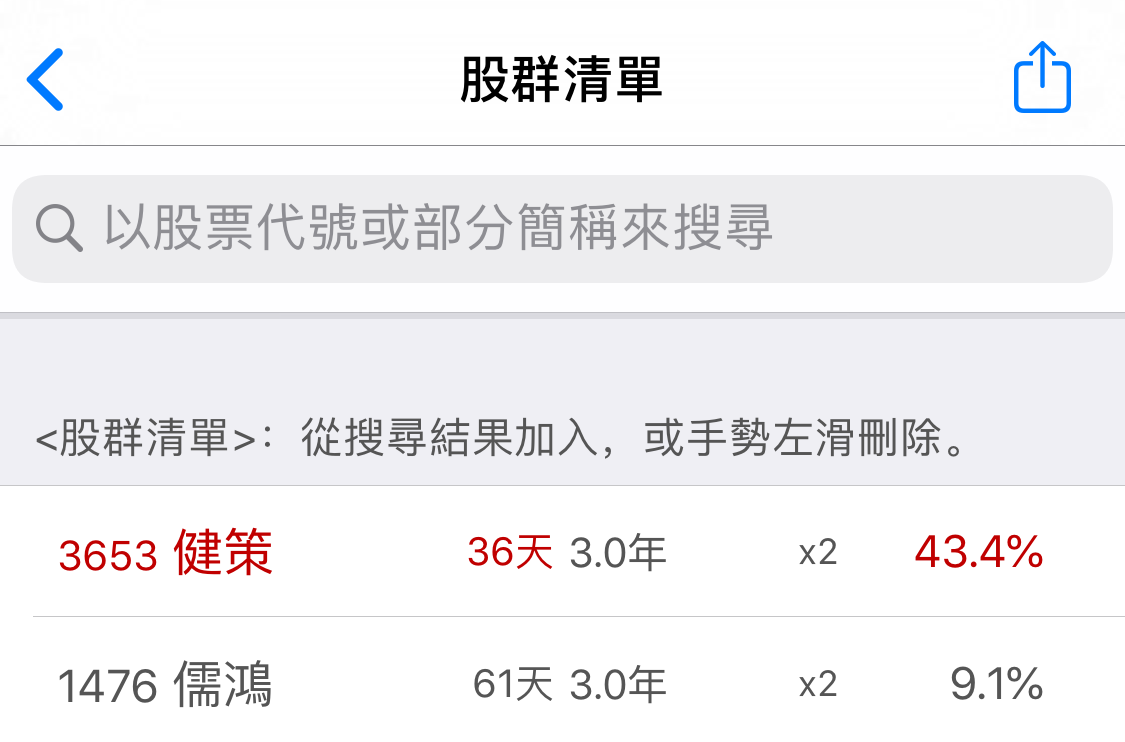 股群清單
以股票代號或部分簡稱來搜尋
<股群清單>：從搜尋結果加入，或手勢左滑刪除。
3653 健策 36天 3.0年 x2 43.4%
1476 儒鴻 61天 3.0年 x2 9.1%